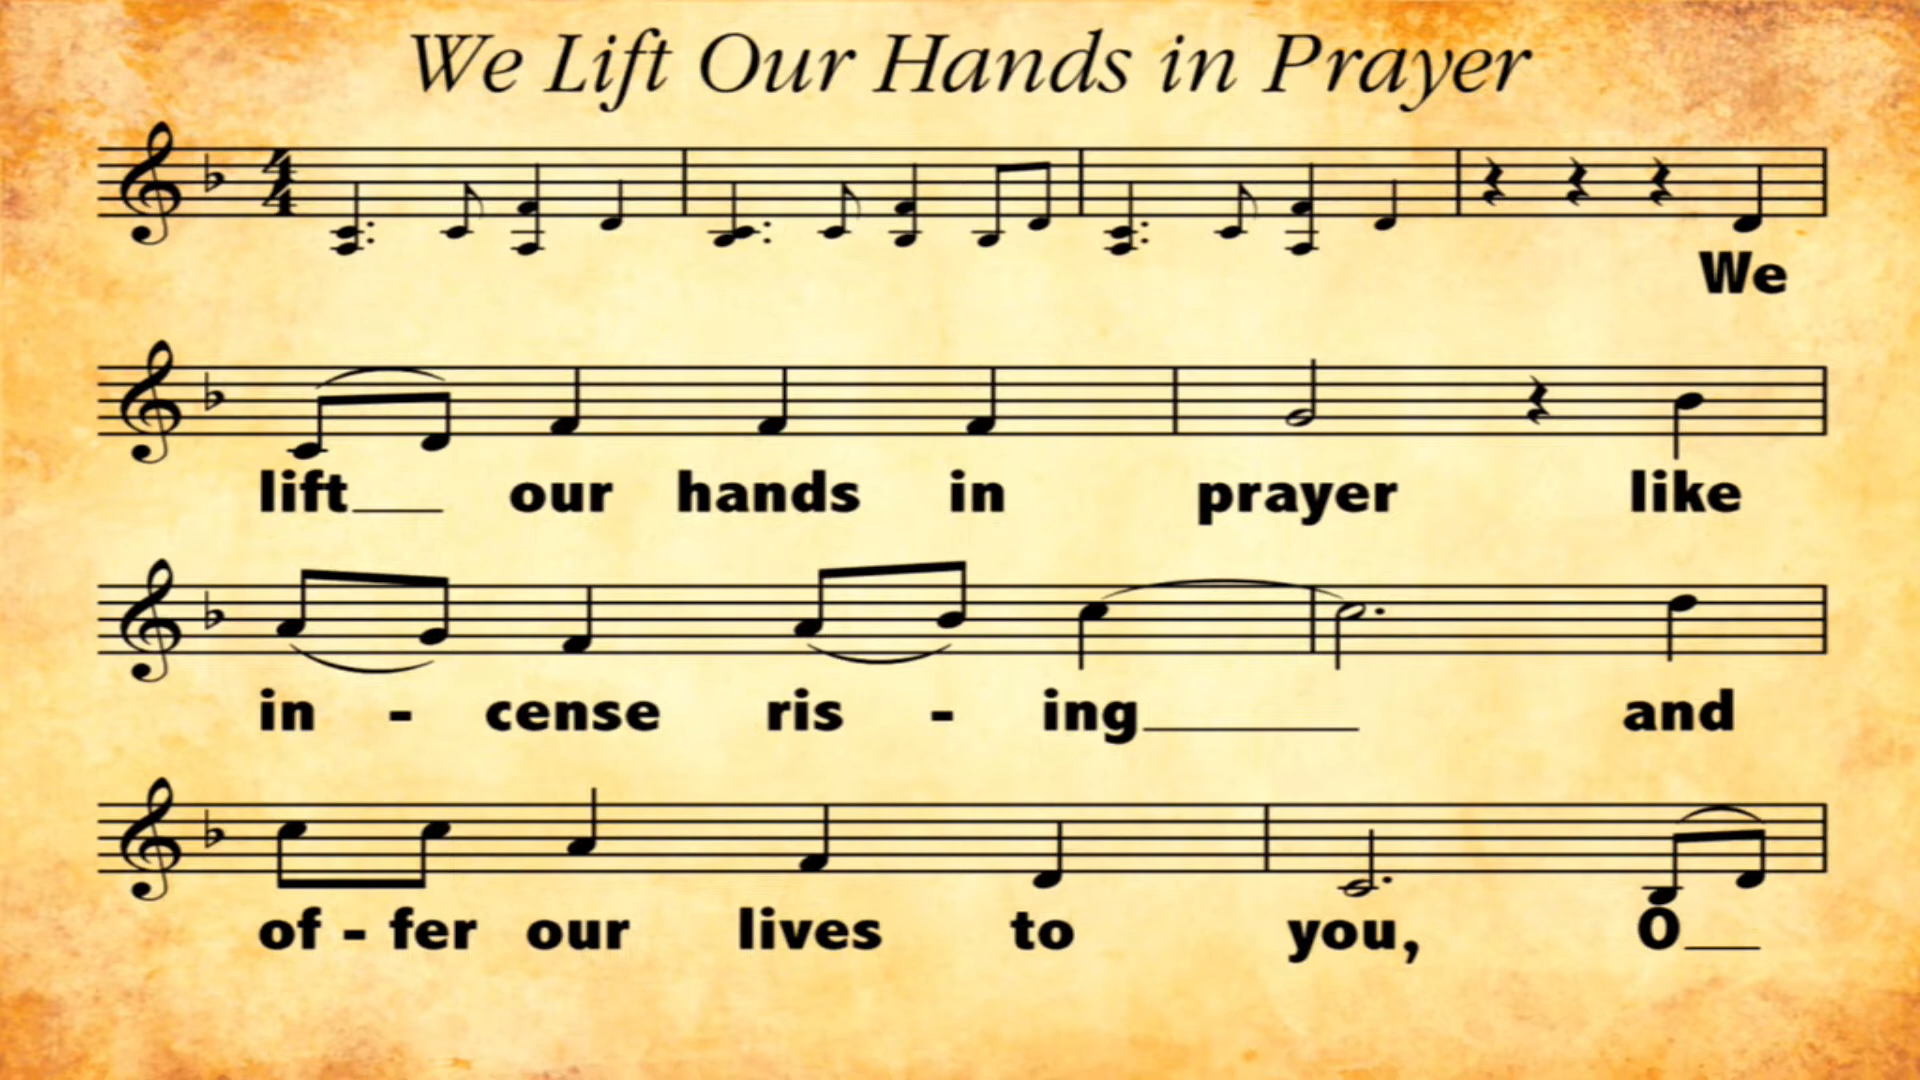 We Lift Our Hands in Prayer
We
lift___ our hands in prayer like
in - cense ris - ing______ and
of - fer our lives to you, O___